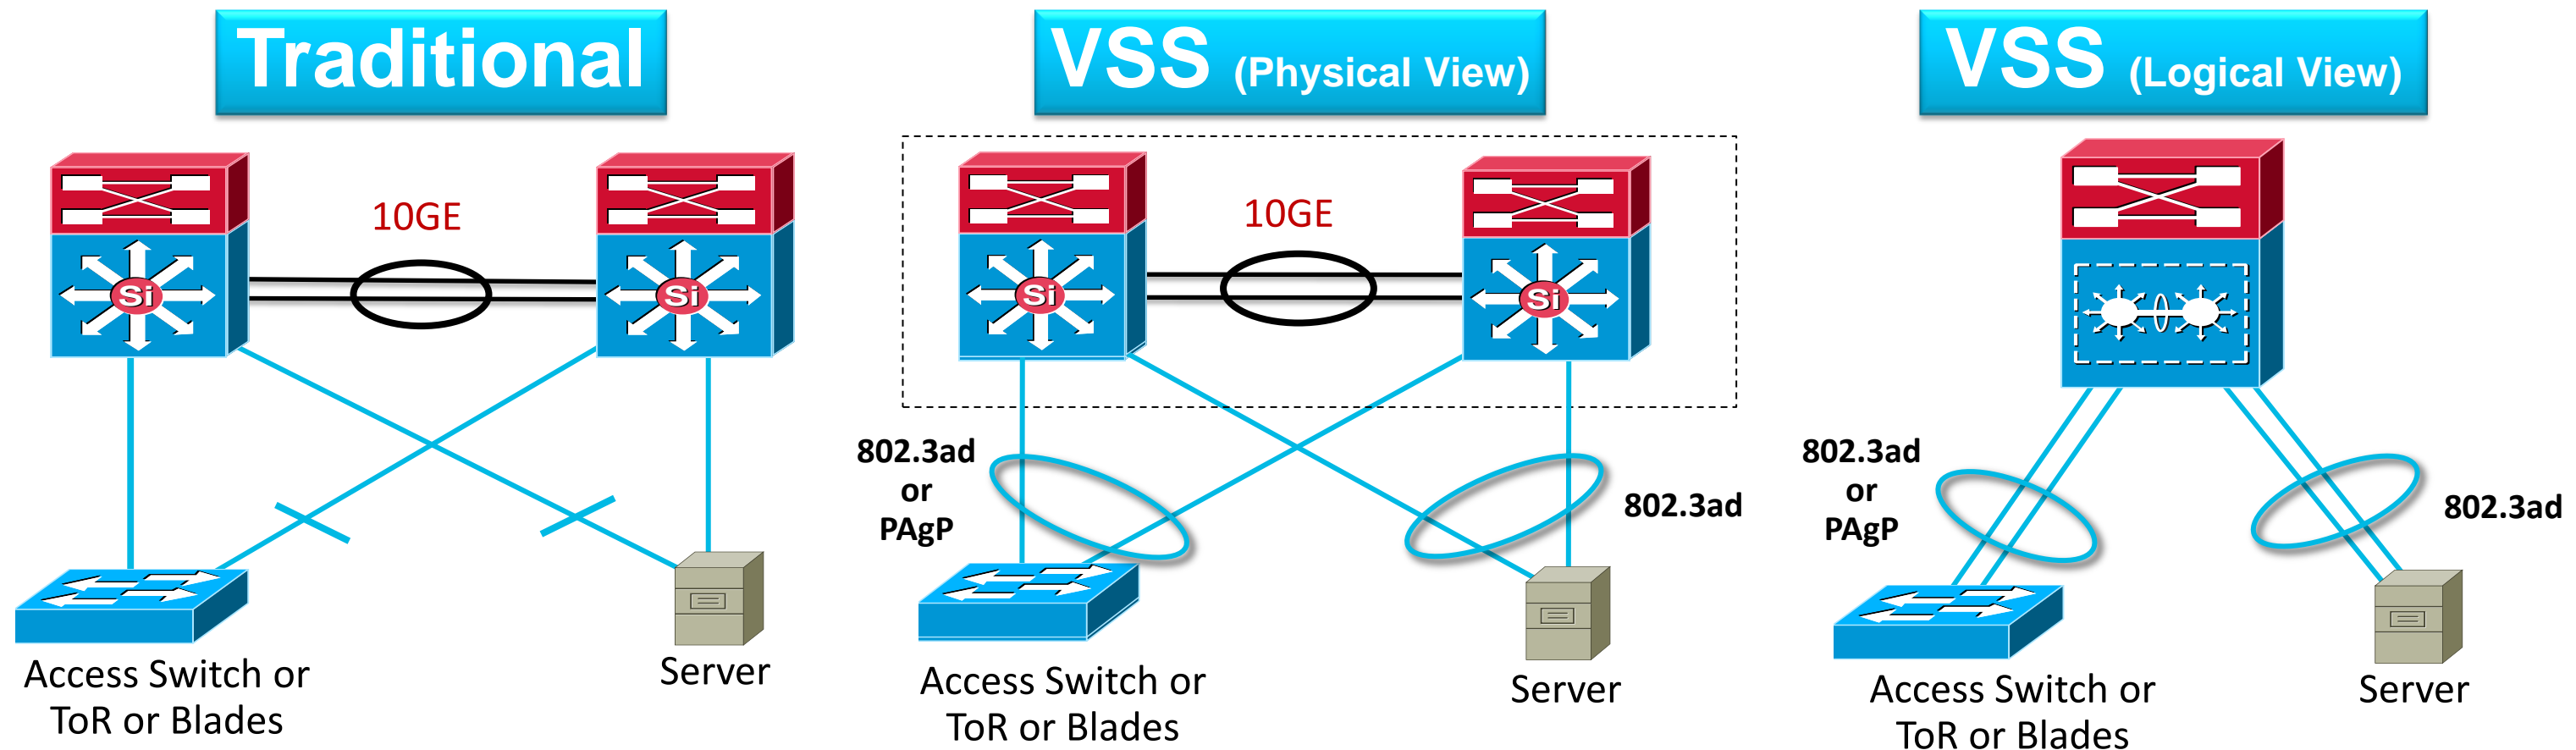 Traditional
10GE
Si
Si
Access Switch or
ToR or Blades
Server
VSS (Physical View)
10GE
Si
Si
802.3ad
or
PAgP
802.3ad
Access Switch or
ToR or Blades
Server
VSS (Logical View)
802.3ad
or
PAgP
802.3ad
Access Switch or
ToR or Blades
Server